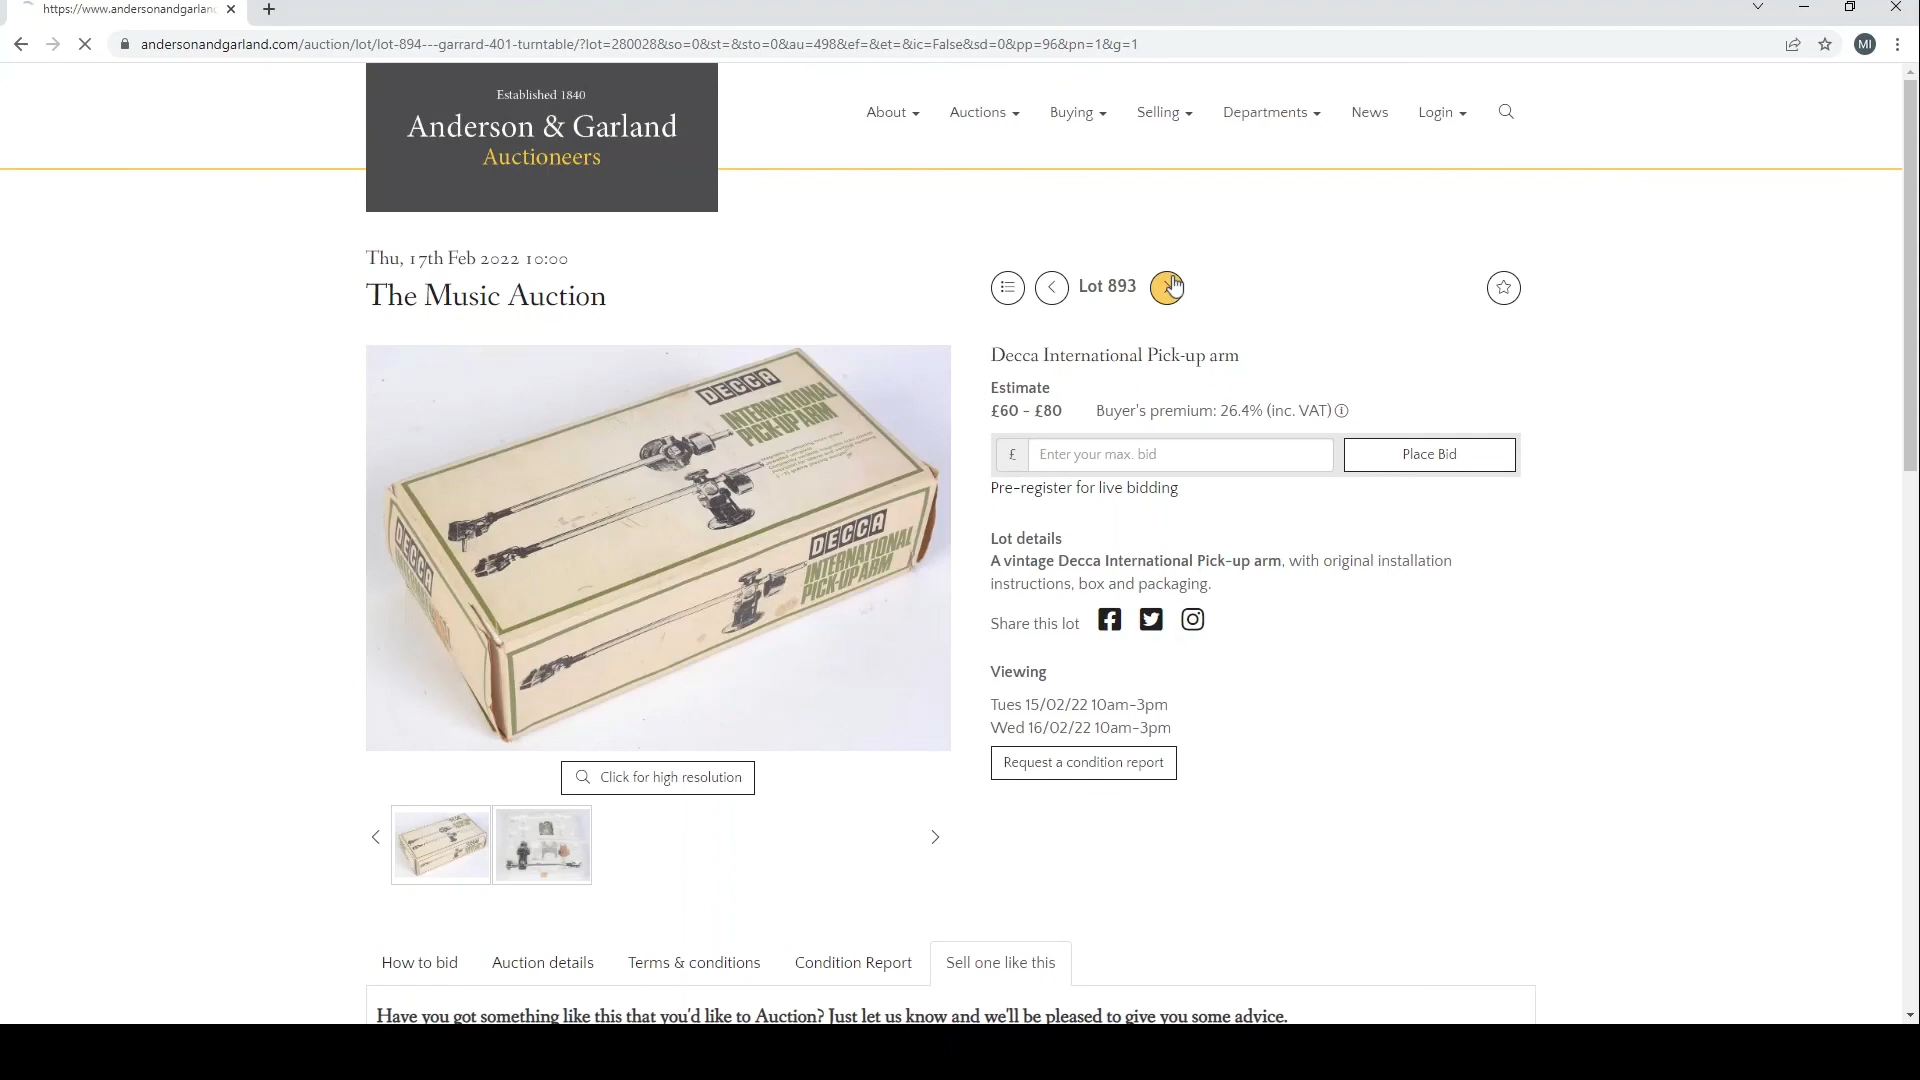 https://www.andersonandgarlan
andersonandgarland.com/auction/lot/lot-894---garrard-401-turntable/?lot=280028&so=0&st=&sto=0&au=498&ef=&et=&ic=False&sd=0&pp=96&pn=1&g=1
MI
Established 1840
Anderson & Garland
Auctioneers
About
Auctions
Buying
Selling
Departments
News
Login
Thu, 17th Feb 2022 10:00
The Music Auction
Lot 893
DECCA
INTERNATIONAL
PICK-UP ARM
DECCA
INTERNATIONAL
PICK-UP ARM
DECCA
Decca International Pick-up arm
Estimate
£60 - £80 Buyer's premium: 26.4% (inc. VAT)
£ Enter your max. bid
Place Bid
Pre-register for live bidding
Lot details
A vintage Decca International Pick-up arm, with original installation
instructions, box and packaging.
Share this lot
Viewing
Tues 15/02/22 10am-3pm
Wed 16/02/22 10am-3pm
Request a condition report
Click for high resolution
How to bid
Auction details
Terms & conditions
Condition Report
Sell one like this
Have you got something like this that you'd like to Auction? Just let us know and we'll be pleased to give you some advice.